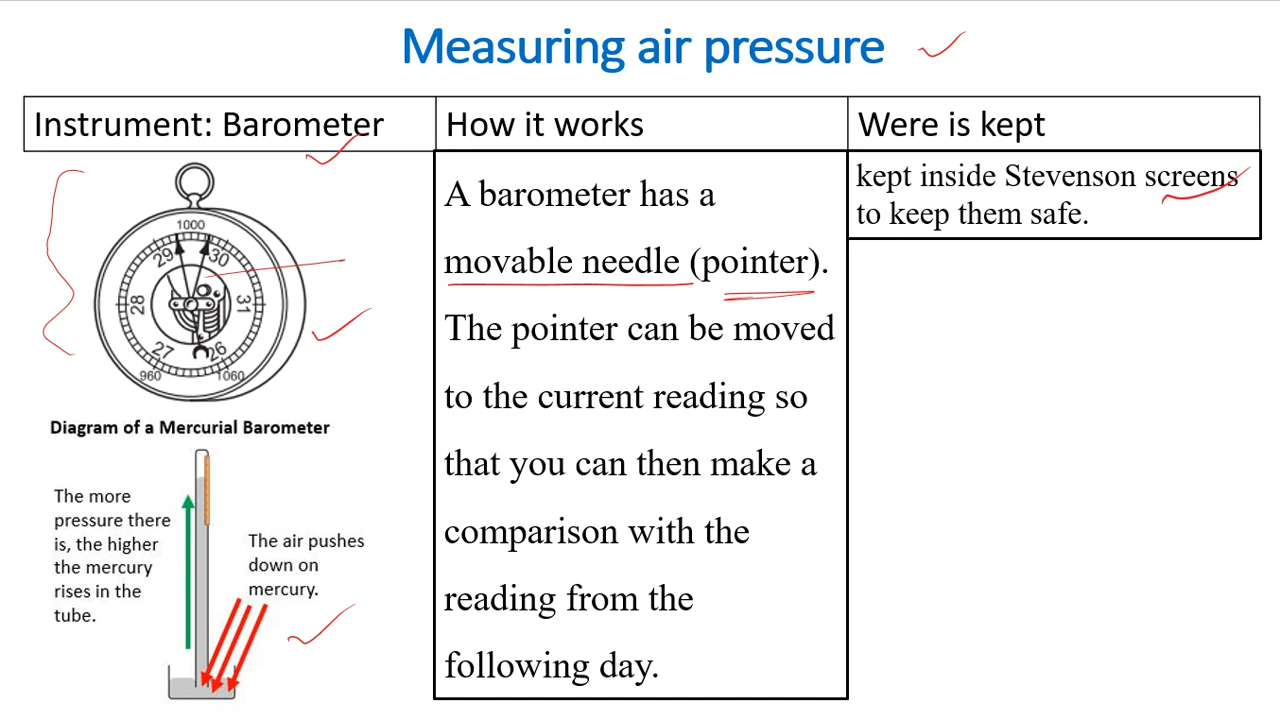 Measuring air pressure
Instrument: Barometer
How it works
Were is kept
1000
29
30
28
31
27
26
960
1060
Diagram of a Mercurial Barometer
The more
pressure there
is, the higher
the mercury
rises in the
tube.
The air pushes
down on
mercury.
A barometer has a
movable needle (pointer).
The pointer can be moved
to the current reading so
that you can then make a
comparison with the
reading from the
following day.
kept inside Stevenson screens
to keep them safe.